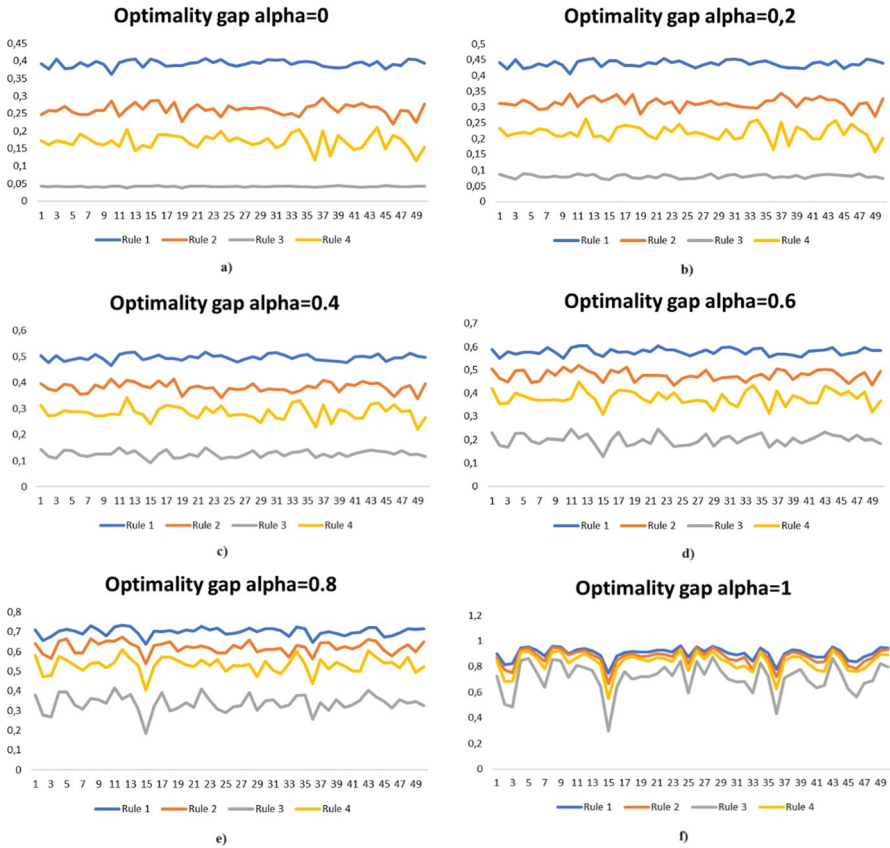 Optimality gap alpha=0
0,45
0,4
0,35
0,3
0,25
0,2
0,15
0,1
0,05
0
1 3 5 7 9 11 13 15 17 19 21 23 25 27 29 31 33 35 37 39 41 43 45 47 49
Rule 1 Rule 2 Rule 3 Rule 4
a)
Optimality gap alpha=0,2
0,5
0,45
0,4
0,35
0,3
0,25
0,2
0,15
0,1
0,05
0
1 3 5 7 9 11 13 15 17 19 21 23 25 27 29 31 33 35 37 39 41 43 45 47 49
Rule 1 Rule 2 Rule 3 Rule 4
b)
Optimality gap alpha=0.4
0,6
0,5
0,4
0,3
0,2
0,1
0
1 3 5 7 9 11 13 15 17 19 21 23 25 27 29 31 33 35 37 39 41 43 45 47 49
Rule 1 Rule 2 Rule 3 Rule 4
c)
Optimality gap alpha=0.6
0,7
0,6
0,5
0,4
0,3
0,2
0,1
0
1 3 5 7 9 11 13 15 17 19 21 23 25 27 29 31 33 35 37 39 41 43 45 47 49
Rule 1 Rule 2 Rule 3 Rule 4
d)
Optimality gap alpha=0.8
0,8
0,7
0,6
0,5
0,4
0,3
0,2
0,1
0
1 3 5 7 9 11 13 15 17 19 21 23 25 27 29 31 33 35 37 39 41 43 45 47 49
Rule 1 Rule 2 Rule 3 Rule 4
e)
Optimality gap alpha=1
1,2
1
0,8
0,6
0,4
0,2
0
1 3 5 7 9 11 13 15 17 19 21 23 25 27 29 31 33 35 37 39 41 43 45 47 49
Rule 1 Rule 2 Rule 3 Rule 4
f)